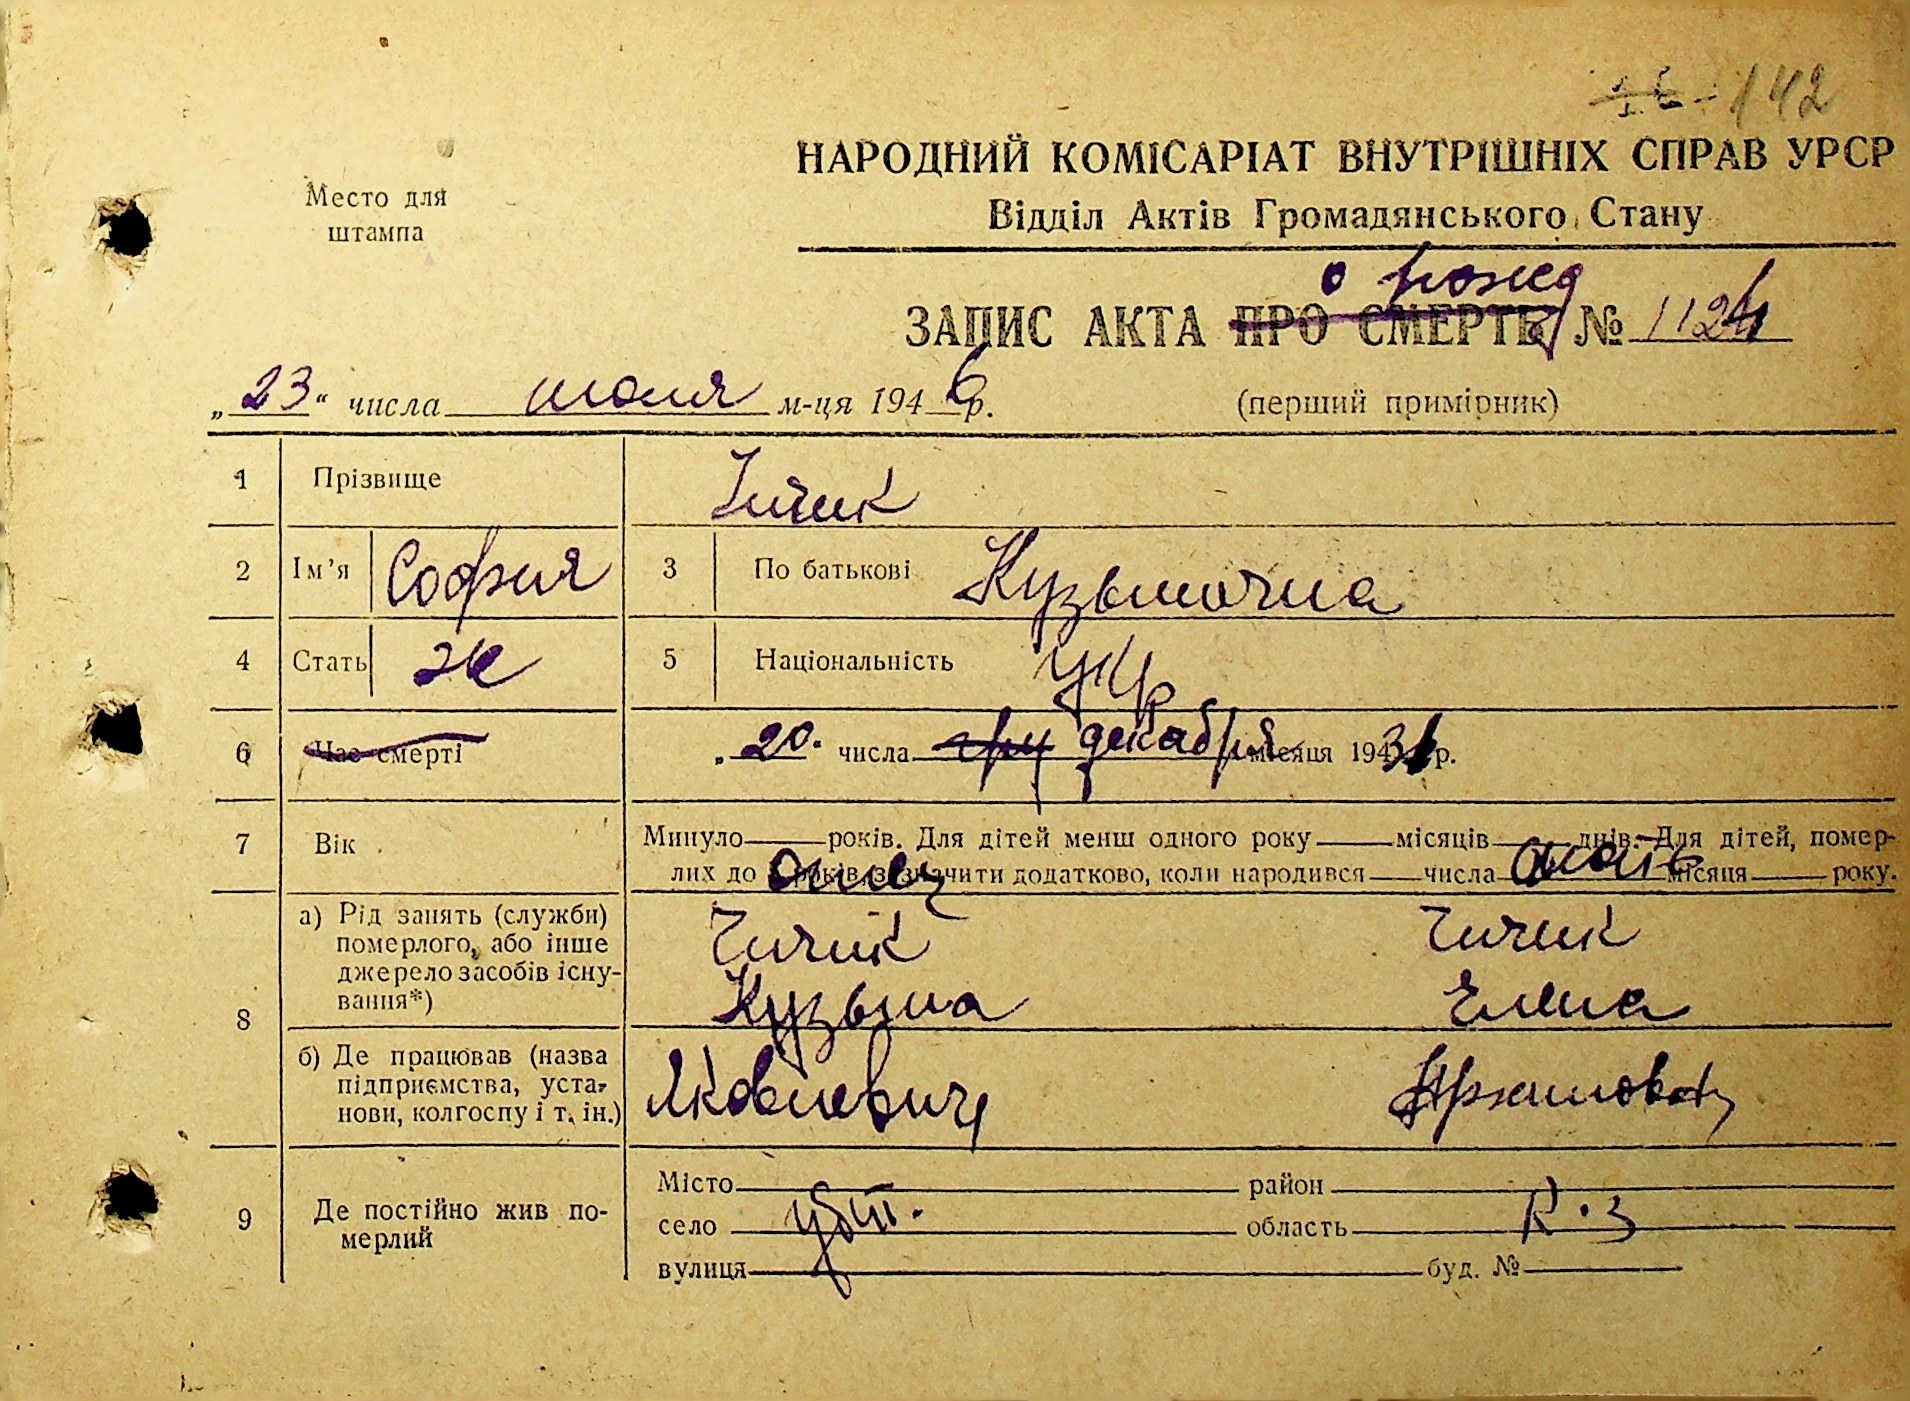 142
НАРОДНИЙ КОМІСАРІАТ ВНУТРІШНІХ СПРАВ УРСР
Место для
штампа
Відділ Актів Громадянського Стану
о рожд
ЗАПИС АКТА ПРО СМЕРТЬ № 1124
„23“ числа июля м-ця 1946 р. (перший примірник)
1 Прізвище Чичик
2 Ім’я София 3 По батькові Кузьмична
4 Стать ж 5 Національність укр
6 Час смерті „20. числа гру декабря місяця 1931 р.
7 Вік Минуло років. Для дітей менш одного року місяців днів. Для дітей, помер-
лих до років, зазначити додатково, коли народився числа місяця року.
отец мать
8 а) Рід занять (служби)
померлого, або інше
джерело засобів існу-
вання*)
Чичик Чичик
Кузьма Елена
б) Де працював (назва
підприємства, уста-
нови, колгоспу і т. ін.)
Яковлевич
9 Де постійно жив по-
мерлий
Місто район
село область
вулиця буд. №